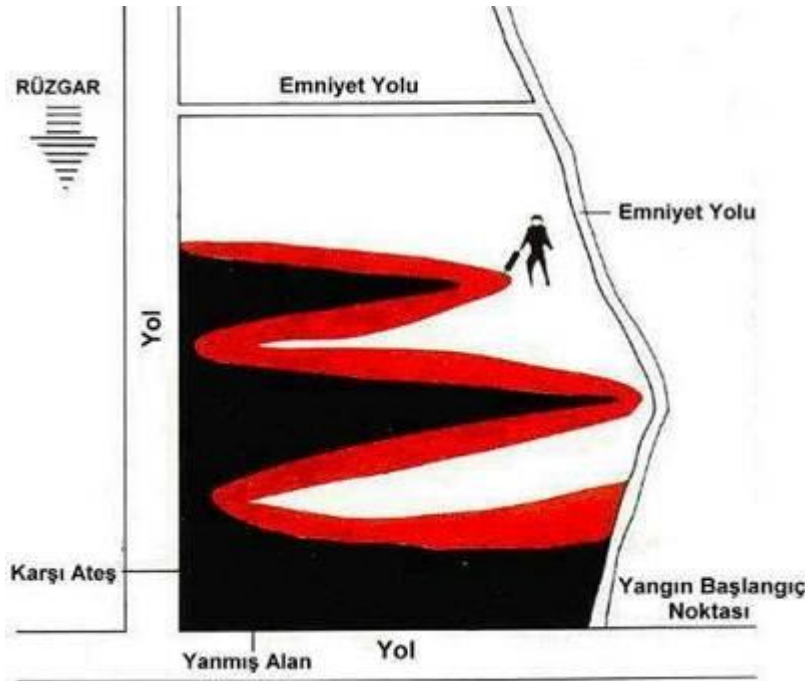 Emniyet Yolu
RÜZGAR
Emniyet Yolu
Yol
Karşı Ateş
Yangın Başlangıç
Noktası
Yanmış Alan
Yol